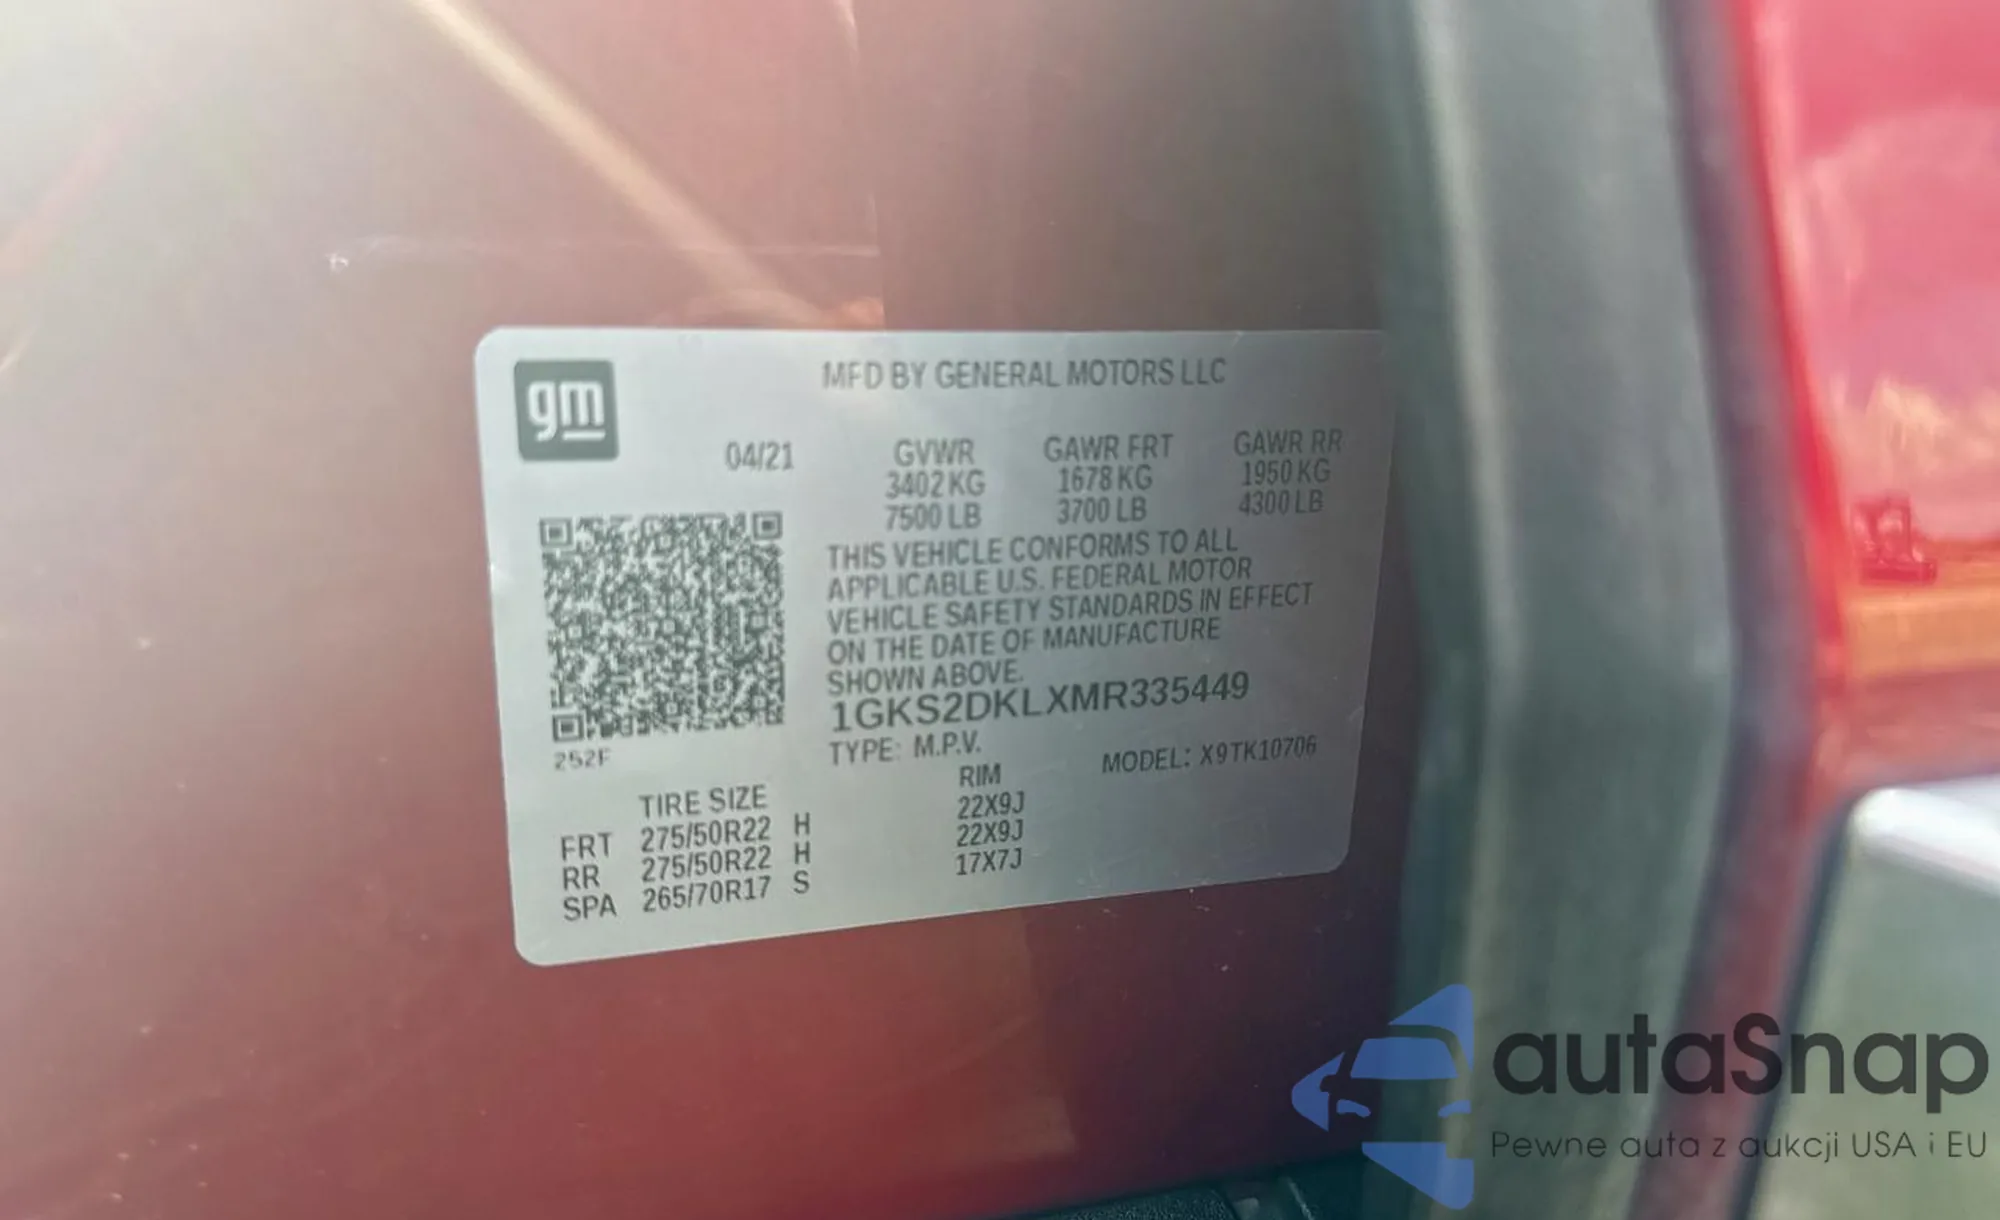 gm
MFD BY GENERAL MOTORS LLC
04/21 GVWR GAWR FRT GAWR RR
3402 KG 1678 KG 1950 KG
7500 LB 3700 LB 4300 LB
THIS VEHICLE CONFORMS TO ALL
APPLICABLE U.S. FEDERAL MOTOR
VEHICLE SAFETY STANDARDS IN EFFECT
ON THE DATE OF MANUFACTURE
SHOWN ABOVE.
1GKS2DKLXMR335449
252F
TYPE: M.P.V. MODEL: X9TK10706
TIRE SIZE RIM
FRT 275/50R22 H 22X9J
RR 275/50R22 H 22X9J
SPA 265/70R17 S 17X7J
autaSnap
Pewne auta z aukcji USA i EU